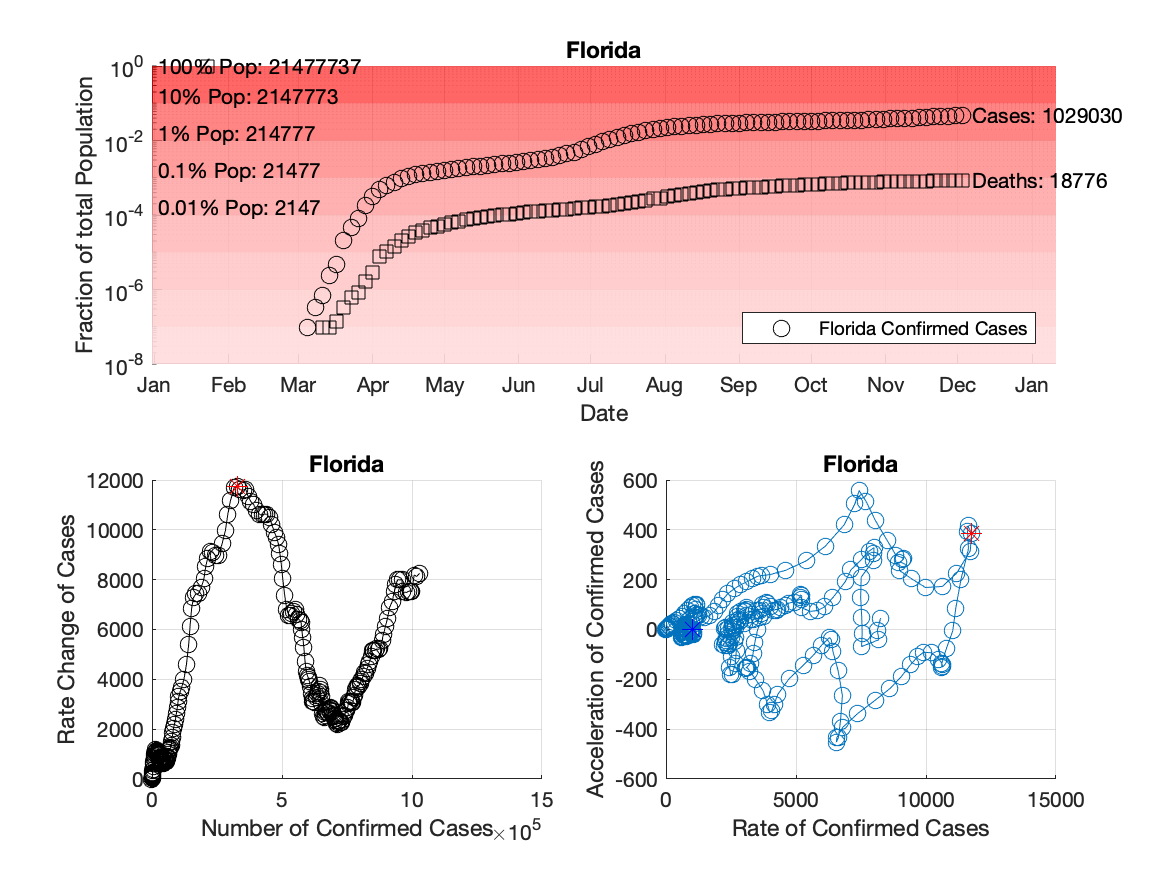 Florida
10^0
10^-2
10^-4
10^-6
10^-8
Fraction of total Population
100% Pop: 21477737
10% Pop: 2147773
1% Pop: 214777
0.1% Pop: 21477
0.01% Pop: 2147
Cases: 1029030
Deaths: 18776
Florida Confirmed Cases
Jan Feb Mar Apr May Jun Jul Aug Sep Oct Nov Dec Jan
Date
Florida
12000
10000
8000
6000
4000
2000
0
Rate Change of Cases
0 5 10 15
Number of Confirmed Cases ×10^5
Florida
600
400
200
0
-200
-400
-600
Acceleration of Confirmed Cases
0 5000 10000 15000
Rate of Confirmed Cases